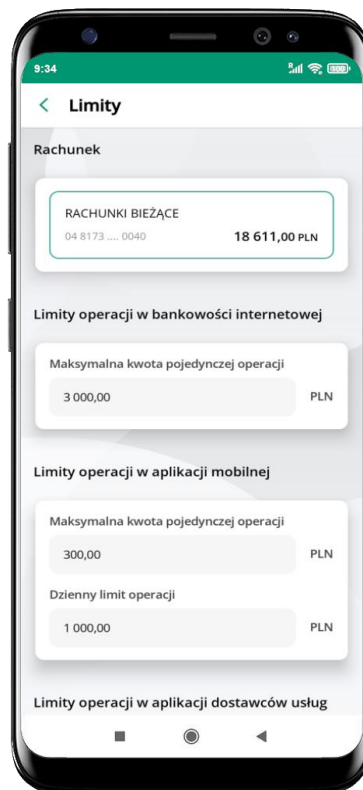 9:34
Limity
Rachunek
RACHUNKI BIEŻĄCE
04 8173 .... 0040
18 611,00 PLN
Limity operacji w bankowości internetowej
Maksymalna kwota pojedynczej operacji
3 000,00 PLN
Limity operacji w aplikacji mobilnej
Maksymalna kwota pojedynczej operacji
300,00 PLN
Dzienny limit operacji
1 000,00 PLN
Limity operacji w aplikacji dostawców usług